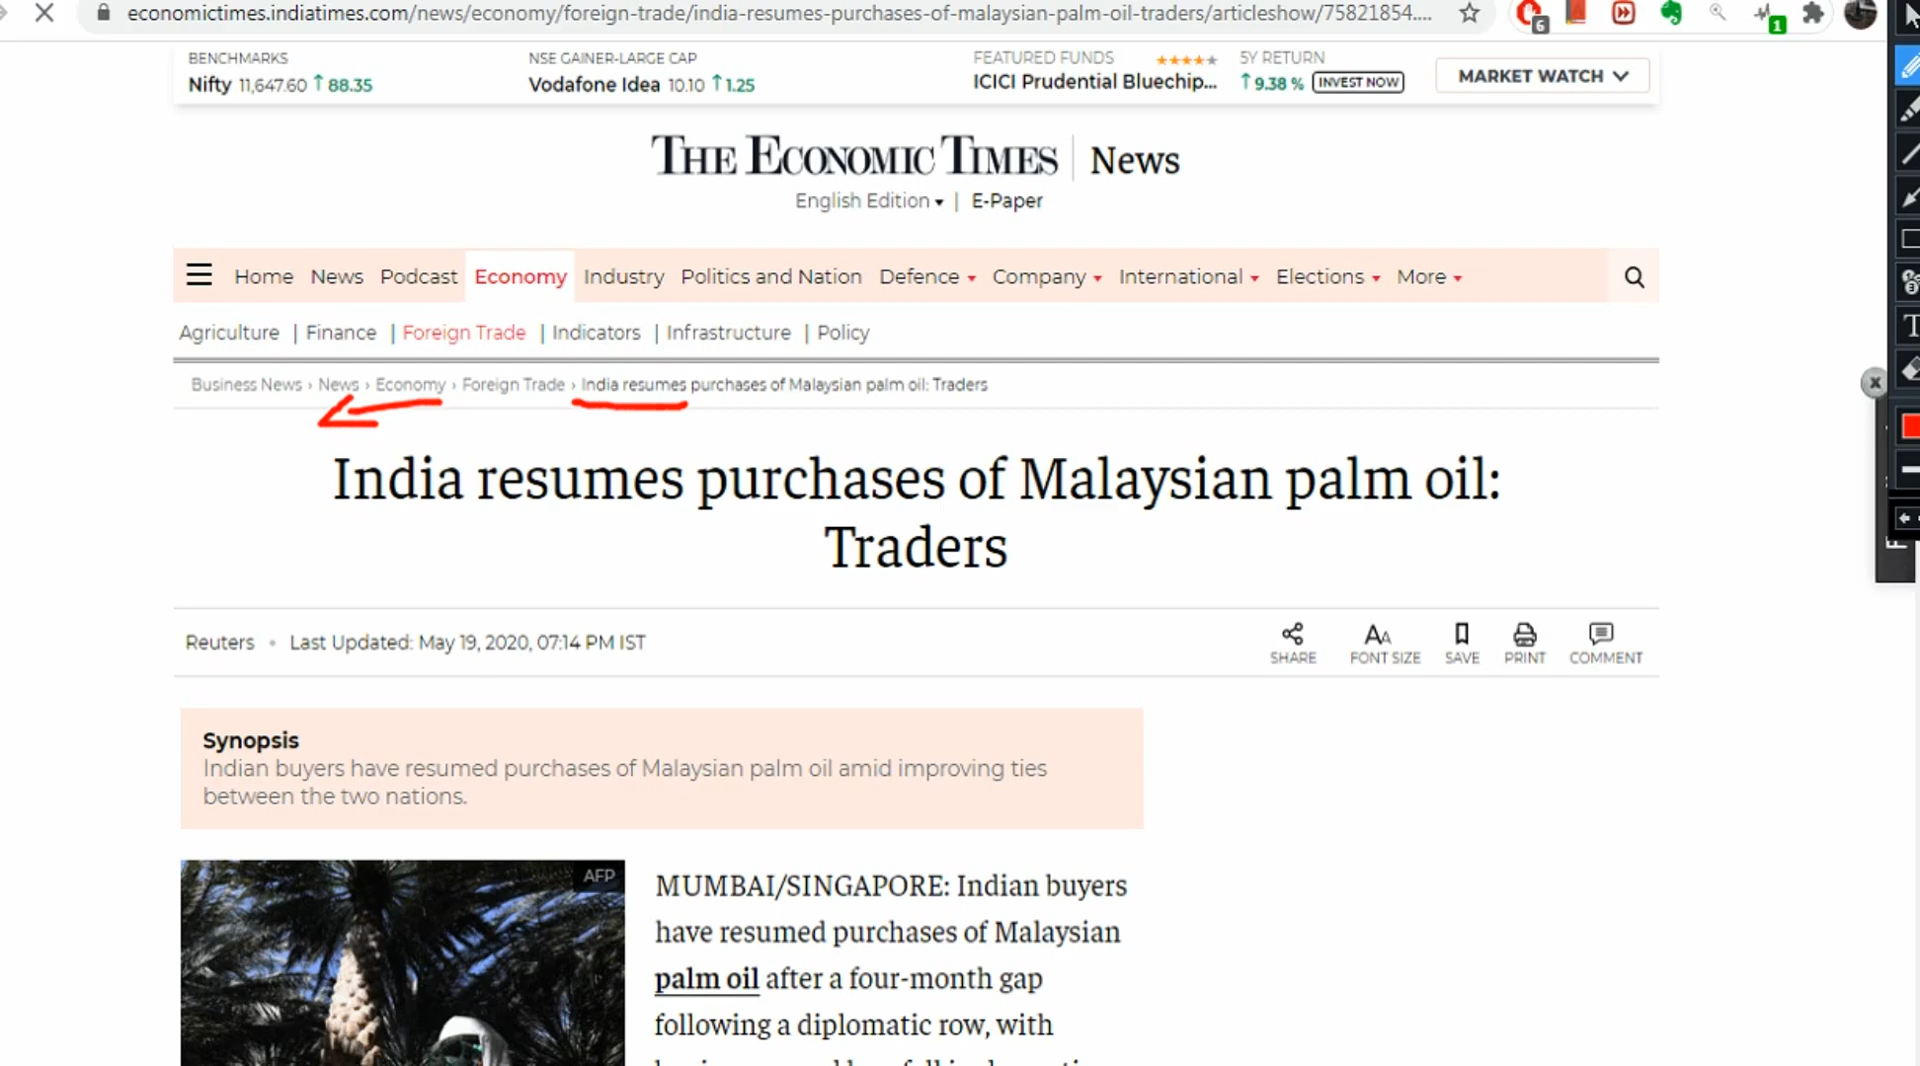 economictimes.indiatimes.com/news/economy/foreign-trade/india-resumes-purchases-of-malaysian-palm-oil-traders/articleshow/75821854....
6
1
BENCHMARKS
Nifty 11,647.60 ↑ 88.35
NSE GAINER-LARGE CAP
Vodafone Idea 10.10 ↑ 1.25
FEATURED FUNDS ★★★★★
ICICI Prudential Bluechip...
5Y RETURN
↑ 9.38 % INVEST NOW
MARKET WATCH
THE ECONOMIC TIMES | News
English Edition ▾ | E-Paper
Home News Podcast Economy Industry Politics and Nation Defence ▾ Company ▾ International ▾ Elections ▾ More ▾
Agriculture | Finance | Foreign Trade | Indicators | Infrastructure | Policy
Business News › News › Economy › Foreign Trade › India resumes purchases of Malaysian palm oil: Traders
India resumes purchases of Malaysian palm oil:
Traders
Reuters • Last Updated: May 19, 2020, 07:14 PM IST
SHARE FONT SIZE SAVE PRINT COMMENT
Synopsis
Indian buyers have resumed purchases of Malaysian palm oil amid improving ties
between the two nations.
AFP
MUMBAI/SINGAPORE: Indian buyers
have resumed purchases of Malaysian
palm oil after a four-month gap
following a diplomatic row, with